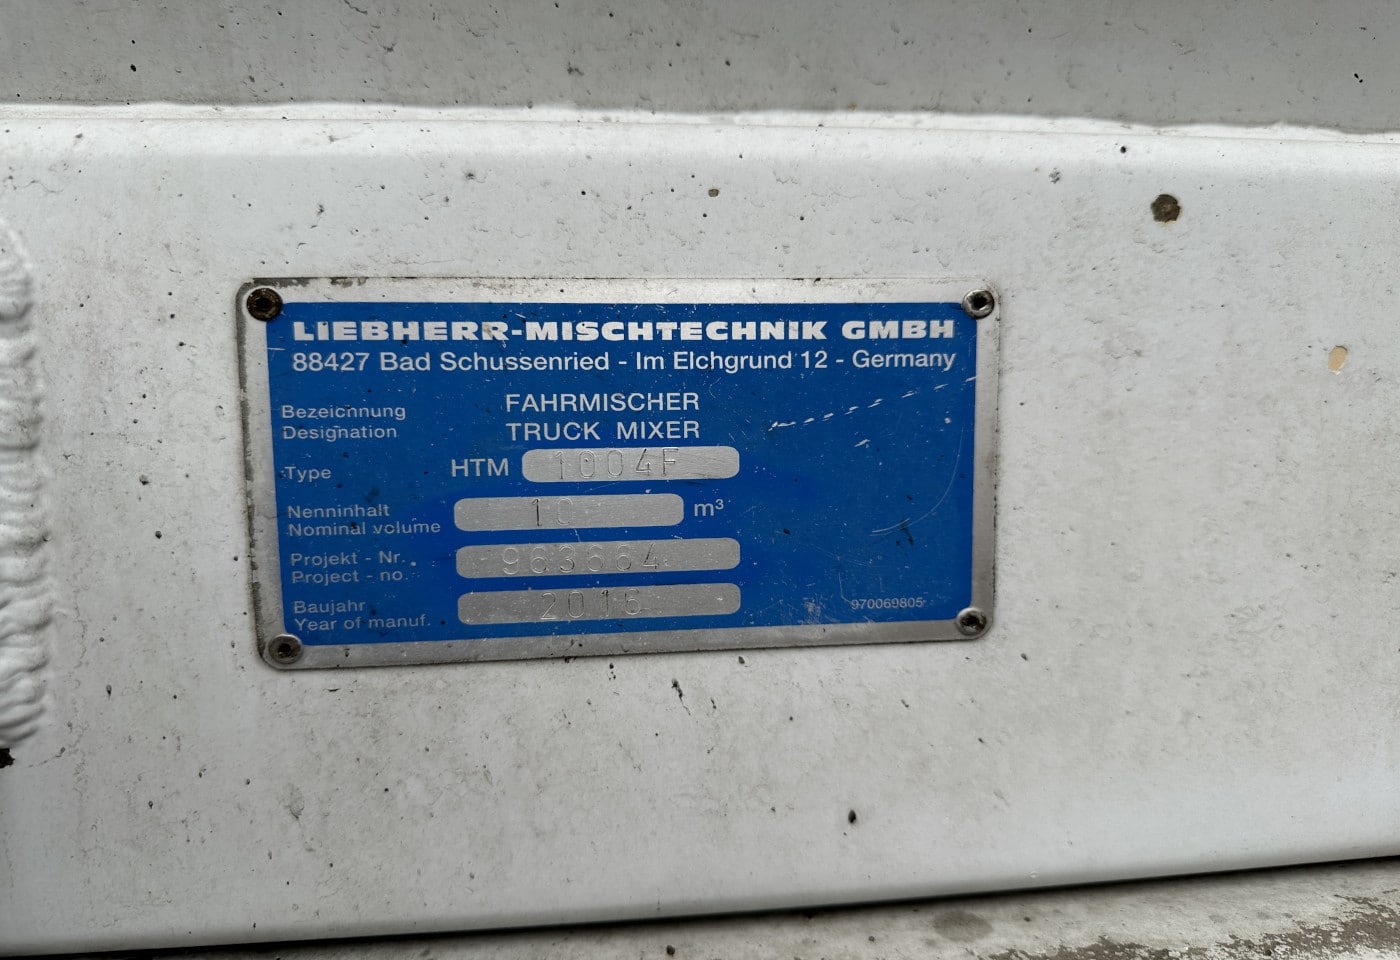 LIEBHERR-MISCHTECHNIK GMBH
88427 Bad Schussenried - Im Elchgrund 12 - Germany
Bezeichnung FAHRMISCHER
Designation TRUCK MIXER
Type HTM 1004F
Nenninhalt
Nominal volume 10 m³
Projekt - Nr.
Project - no. 963664
Baujahr
Year of manuf. 2016
970069805